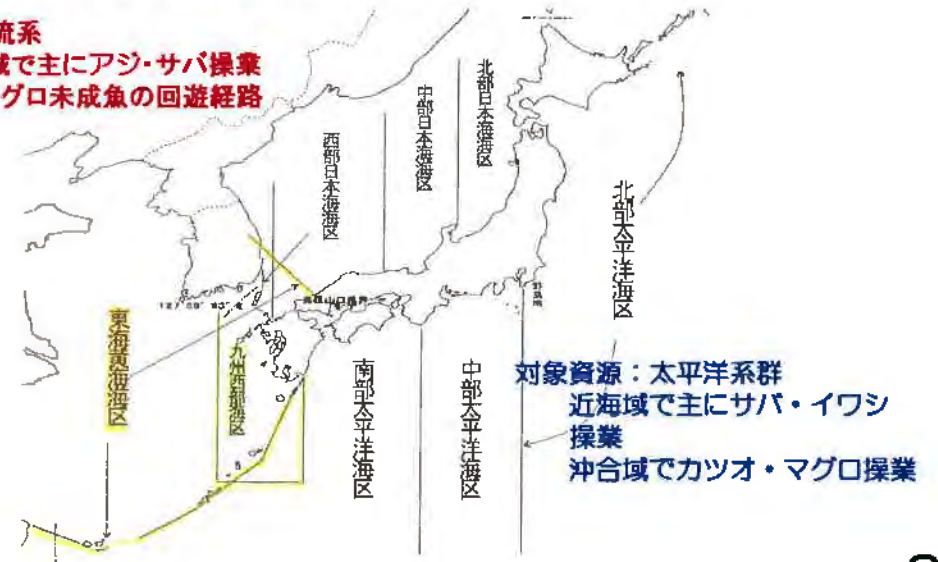 流系
域で主にアジ・サバ操業
グロ未成魚の回遊経路
北部日本海海区
中部日本海海区
西部日本海海区
北部太平洋海区
東海黄海海区
九州西部海区
南部太平洋海区
中部太平洋海区
対象資源：太平洋系群
近海域で主にサバ・イワシ
操業
沖合域でカツオ・マグロ操業